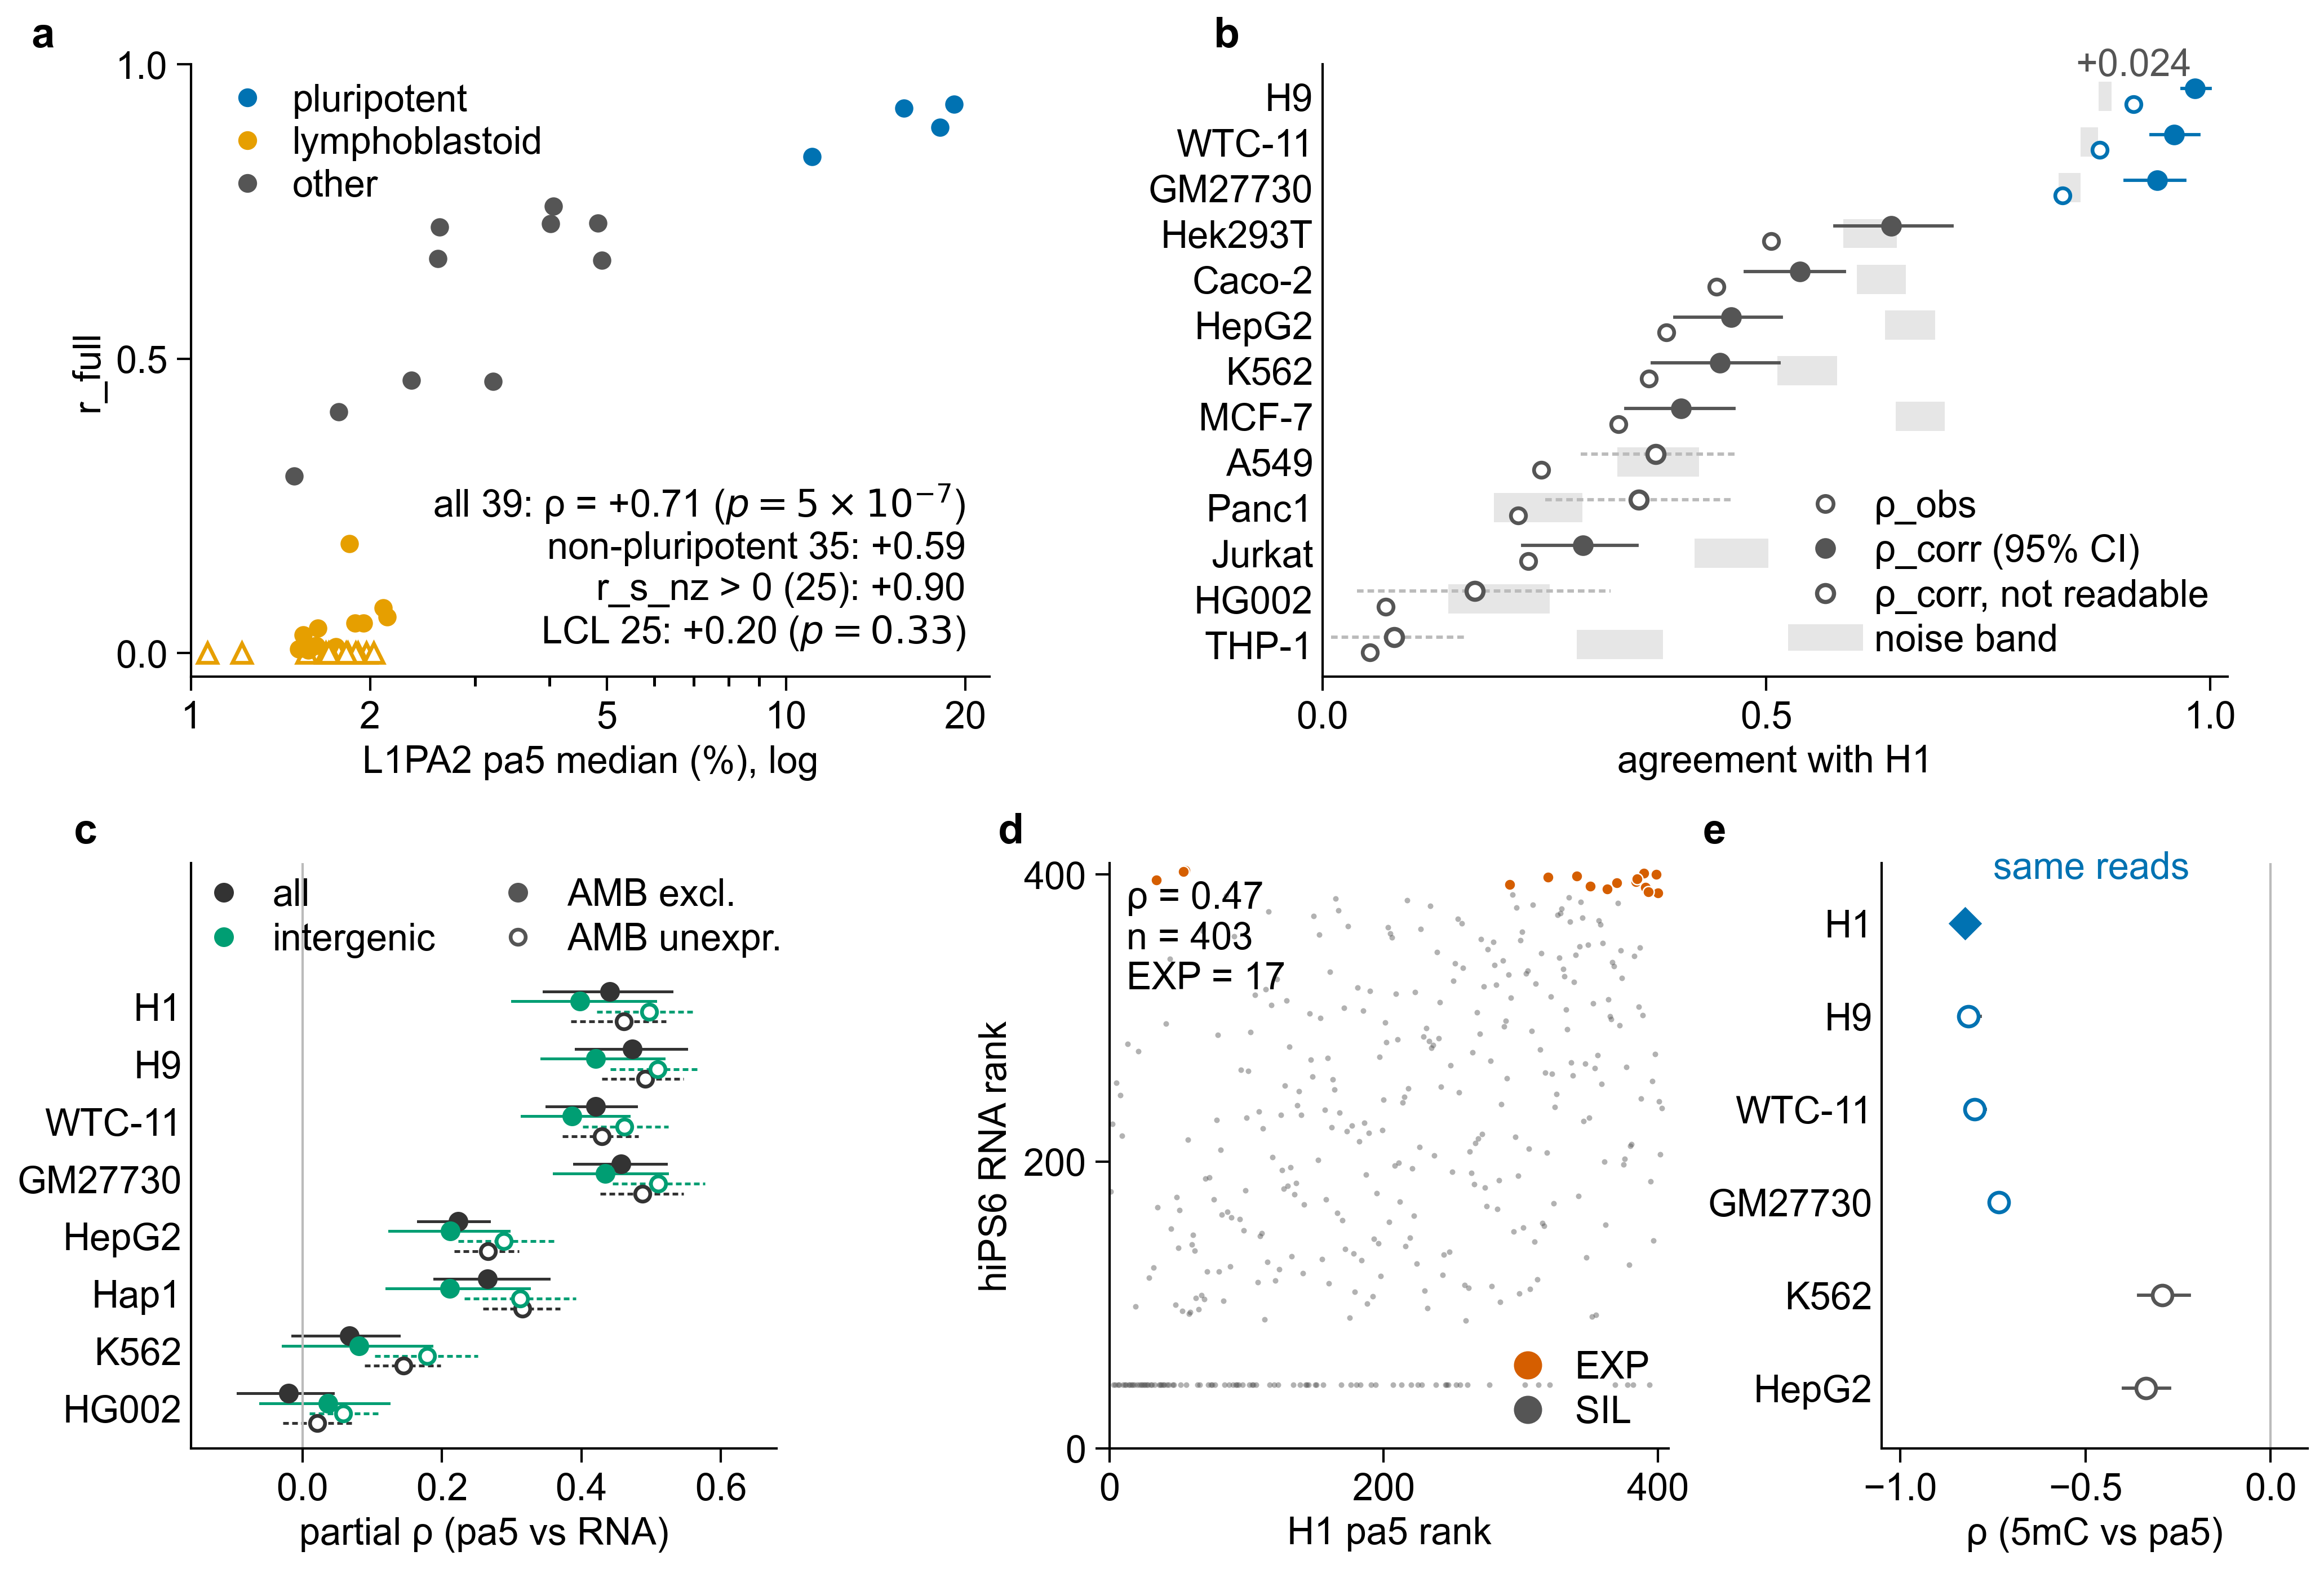 a
1.0
0.5
0.0
r_full
pluripotent
lymphoblastoid
other
all 39: ρ = +0.71 (p = 5 × 10⁻⁷)
non-pluripotent 35: +0.59
r_s_nz > 0 (25): +0.90
LCL 25: +0.20 (p = 0.33)
1 2 5 10 20
L1PA2 pa5 median (%), log
b
+0.024
H9
WTC-11
GM27730
Hek293T
Caco-2
HepG2
K562
MCF-7
A549
Panc1
Jurkat
HG002
THP-1
ρ_obs
ρ_corr (95% CI)
ρ_corr, not readable
noise band
0.0 0.5 1.0
agreement with H1
c
all
intergenic
AMB excl.
AMB unexpr.
H1
H9
WTC-11
GM27730
HepG2
Hap1
K562
HG002
0.0 0.2 0.4 0.6
partial ρ (pa5 vs RNA)
d
400
200
0
hiPS6 RNA rank
ρ = 0.47
n = 403
EXP = 17
EXP
SIL
0 200 400
H1 pa5 rank
e
same reads
H1
H9
WTC-11
GM27730
K562
HepG2
−1.0 −0.5 0.0
ρ (5mC vs pa5)